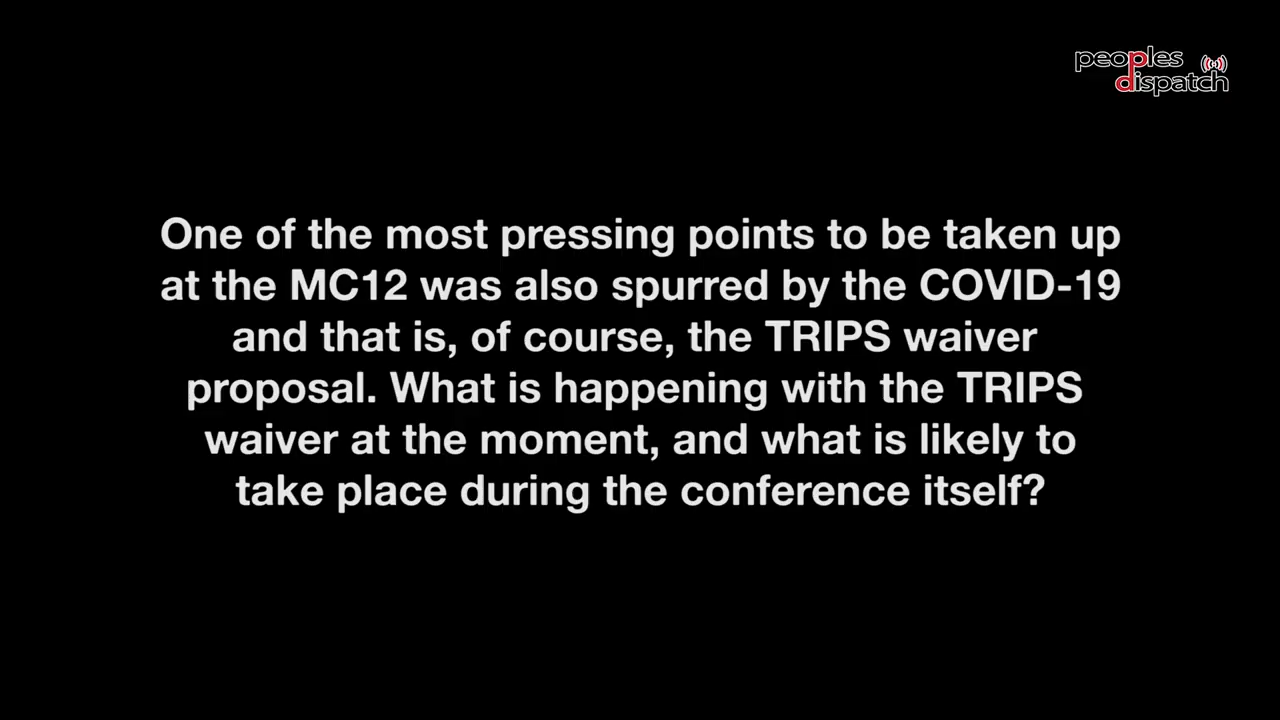 peoples
dispatch
One of the most pressing points to be taken up
at the MC12 was also spurred by the COVID-19
and that is, of course, the TRIPS waiver
proposal. What is happening with the TRIPS
waiver at the moment, and what is likely to
take place during the conference itself?